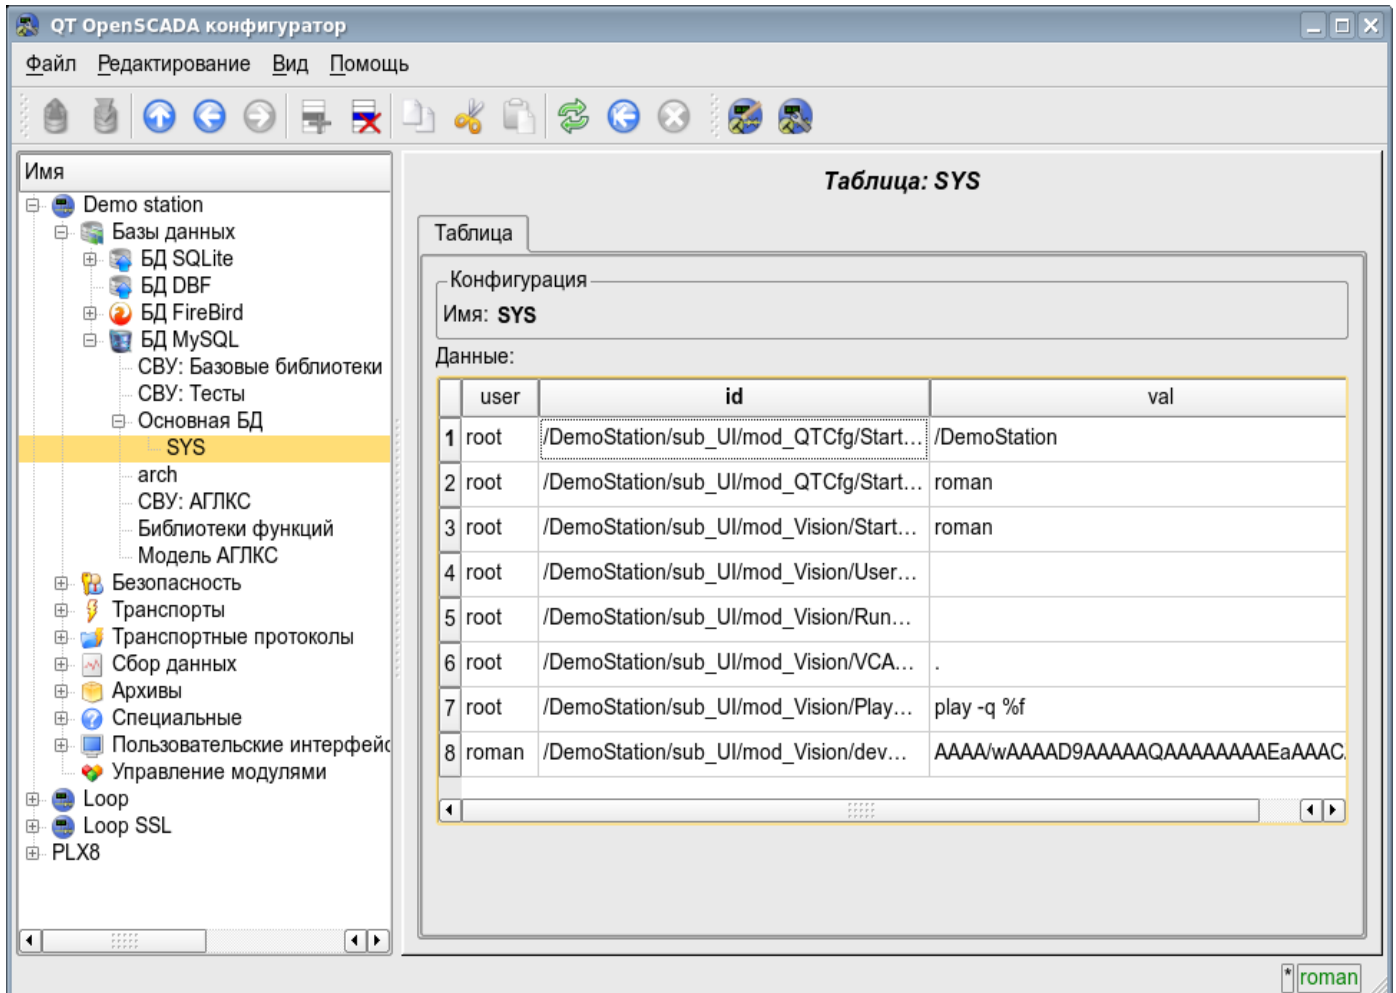 QT OpenSCADA конфигуратор
Файл Редактирование Вид Помощь
Имя
Demo station
Базы данных
БД SQLite
БД DBF
БД FireBird
БД MySQL
СВУ: Базовые библиотеки
СВУ: Тесты
Основная БД
SYS
arch
СВУ: АГЛКС
Библиотеки функций
Модель АГЛКС
Безопасность
Транспорты
Транспортные протоколы
Сбор данных
Архивы
Специальные
Пользовательские интерфейс
Управление модулями
Loop
Loop SSL
PLX8
Таблица: SYS
Таблица
Конфигурация
Имя: SYS
Данные:
user id val
1 root /DemoStation/sub_UI/mod_QTCfg/Start... /DemoStation
2 root /DemoStation/sub_UI/mod_QTCfg/Start... roman
3 root /DemoStation/sub_UI/mod_Vision/Start... roman
4 root /DemoStation/sub_UI/mod_Vision/User...
5 root /DemoStation/sub_UI/mod_Vision/Run...
6 root /DemoStation/sub_UI/mod_Vision/VCA... .
7 root /DemoStation/sub_UI/mod_Vision/Play... play -q %f
8 roman /DemoStation/sub_UI/mod_Vision/dev... AAAA/wAAAAD9AAAAAQAAAAAAAAEaAAAC
* roman